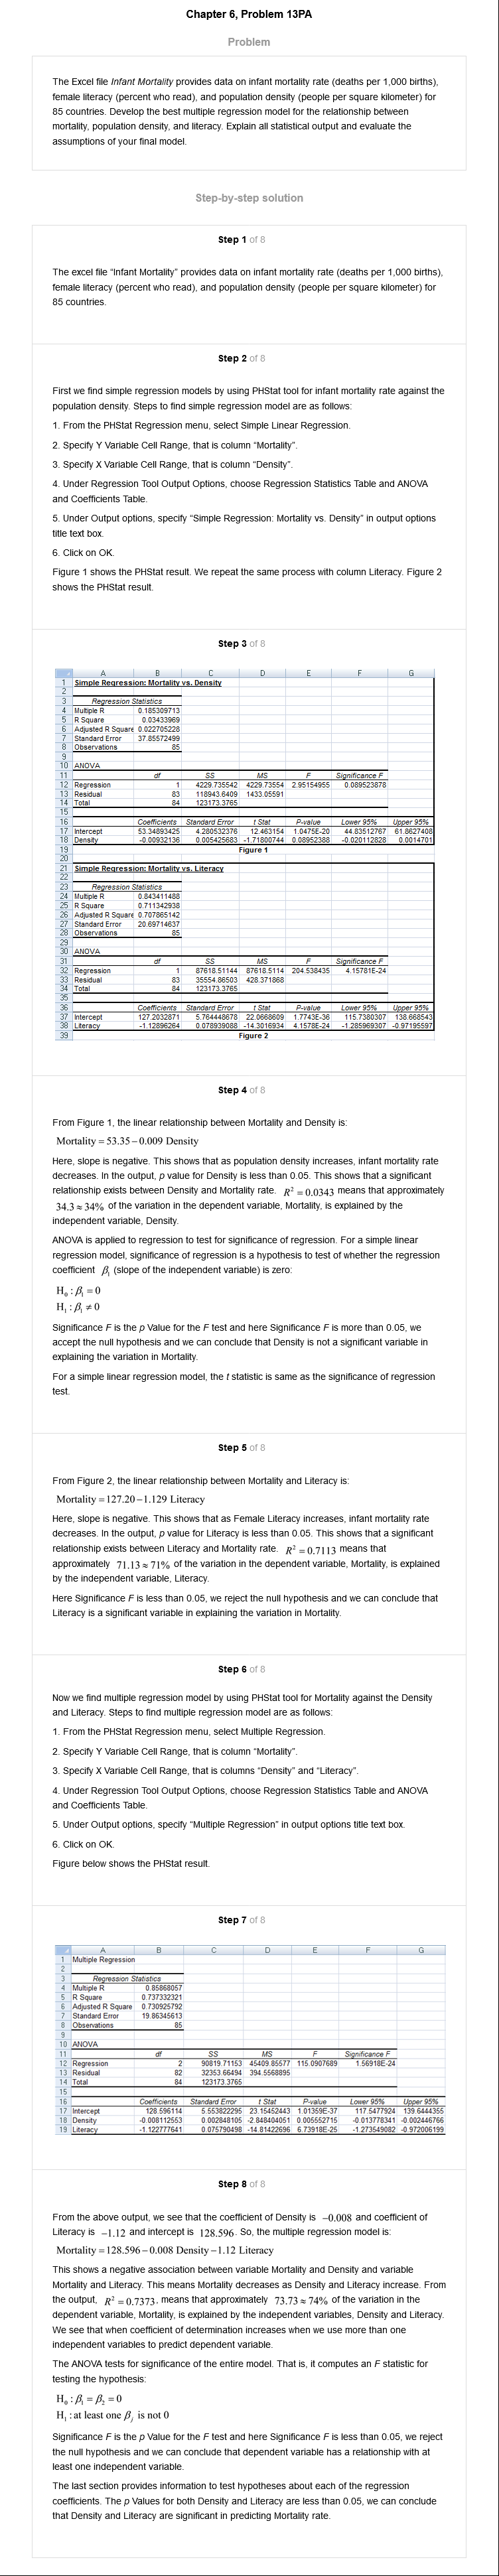 Chapter 6, Problem 13PA
Problem
The Excel file Infant Mortality provides data on infant mortality rate (deaths per 1,000 births),
female literacy (percent who read), and population density (people per square kilometer) for
85 countries. Develop the best multiple regression model for the relationship between
mortality, population density, and literacy. Explain all statistical output and evaluate the
assumptions of your final model.
Step-by-step solution
Step 1 of 8
The excel file “Infant Mortality” provides data on infant mortality rate (deaths per 1,000 births),
female literacy (percent who read), and population density (people per square kilometer) for
85 countries.
Step 2 of 8
First we find simple regression models by using PHStat tool for infant mortality rate against the
population density. Steps to find simple regression model are as follows:
1. From the PHStat Regression menu, select Simple Linear Regression.
2. Specify Y Variable Cell Range, that is column “Mortality”.
3. Specify X Variable Cell Range, that is column “Density”.
4. Under Regression Tool Output Options, choose Regression Statistics Table and ANOVA
and Coefficients Table.
5. Under Output options, specify “Simple Regression: Mortality vs. Density” in output options
title text box.
6. Click on OK.
Figure 1 shows the PHStat result. We repeat the same process with column Literacy. Figure 2
shows the PHStat result.
Step 3 of 8
A B C D E F G
1 Simple Regression: Mortality vs. Density
2
3 Regression Statistics
4 Multiple R 0.185309713
5 R Square 0.03433969
6 Adjusted R Square 0.022705228
7 Standard Error 37.85572499
8 Observations 85
9
10 ANOVA
11 df SS MS F Significance F
12 Regression 1 4229.735542 4229.73554 2.95154955 0.089523878
13 Residual 83 118943.6409 1433.05591
14 Total 84 123173.3765
15
16 Coefficients Standard Error t Stat P-value Lower 95% Upper 95%
17 Intercept 53.34893425 4.280532376 12.463154 1.0475E-20 44.83512767 61.8627408
18 Density -0.00932136 0.005425683 -1.71800744 0.08952388 -0.020112828 0.0014701
19 Figure 1
20
21 Simple Regression: Mortality vs. Literacy
22
23 Regression Statistics
24 Multiple R 0.843411488
25 R Square 0.711342938
26 Adjusted R Square 0.707865142
27 Standard Error 20.69714637
28 Observations 85
29
30 ANOVA
31 df SS MS F Significance F
32 Regression 1 87618.51144 87618.5114 204.538435 4.15781E-24
33 Residual 83 35554.86503 428.371868
34 Total 84 123173.3765
35
36 Coefficients Standard Error t Stat P-value Lower 95% Upper 95%
37 Intercept 127.2032871 5.764448678 22.0668609 1.7743E-36 115.7380307 138.668543
38 Literacy -1.12896264 0.078939088 -14.3016934 4.1578E-24 -1.285969307 -0.97195597
39 Figure 2
Step 4 of 8
From Figure 1, the linear relationship between Mortality and Density is:
Mortality = 53.35 – 0.009 Density
Here, slope is negative. This shows that as population density increases, infant mortality rate
decreases. In the output, p value for Density is less than 0.05. This shows that a significant
relationship exists between Density and Mortality rate. R² = 0.0343 means that approximately
34.3 ≈ 34% of the variation in the dependent variable, Mortality, is explained by the
independent variable, Density.
ANOVA is applied to regression to test for significance of regression. For a simple linear
regression model, significance of regression is a hypothesis to test of whether the regression
coefficient β₁ (slope of the independent variable) is zero:
H₀ : β₁ = 0
H₁ : β₁ ≠ 0
Significance F is the p Value for the F test and here Significance F is more than 0.05, we
accept the null hypothesis and we can conclude that Density is not a significant variable in
explaining the variation in Mortality.
For a simple linear regression model, the t statistic is same as the significance of regression
test.
Step 5 of 8
From Figure 2, the linear relationship between Mortality and Literacy is:
Mortality = 127.20 – 1.129 Literacy
Here, slope is negative. This shows that as Female Literacy increases, infant mortality rate
decreases. In the output, p value for Literacy is less than 0.05. This shows that a significant
relationship exists between Literacy and Mortality rate. R² = 0.7113 means that
approximately 71.13 ≈ 71% of the variation in the dependent variable, Mortality, is explained
by the independent variable, Literacy.
Here Significance F is less than 0.05, we reject the null hypothesis and we can conclude that
Literacy is a significant variable in explaining the variation in Mortality.
Step 6 of 8
Now we find multiple regression model by using PHStat tool for Mortality against the Density
and Literacy. Steps to find multiple regression model are as follows:
1. From the PHStat Regression menu, select Multiple Regression.
2. Specify Y Variable Cell Range, that is column “Mortality”.
3. Specify X Variable Cell Range, that is columns “Density” and “Literacy”.
4. Under Regression Tool Output Options, choose Regression Statistics Table and ANOVA
and Coefficients Table.
5. Under Output options, specify “Multiple Regression” in output options title text box.
6. Click on OK.
Figure below shows the PHStat result.
Step 7 of 8
A B C D E F G
1 Multiple Regression
2
3 Regression Statistics
4 Multiple R 0.85868057
5 R Square 0.737332321
6 Adjusted R Square 0.730925792
7 Standard Error 19.86345613
8 Observations 85
9
10 ANOVA
11 df SS MS F Significance F
12 Regression 2 90819.71153 45409.85577 115.0907689 1.56918E-24
13 Residual 82 32353.66494 394.5568895
14 Total 84 123173.3765
15
16 Coefficients Standard Error t Stat P-value Lower 95% Upper 95%
17 Intercept 128.596114 5.553822295 23.15452443 1.01359E-37 117.5477924 139.6444355
18 Density -0.008112553 0.002848105 -2.848404051 0.005552715 -0.013778341 -0.002446766
19 Literacy -1.122777641 0.075790498 -14.81422696 6.73918E-25 -1.273549082 -0.972006199
Step 8 of 8
From the above output, we see that the coefficient of Density is −0.008 and coefficient of
Literacy is −1.12 and intercept is 128.596. So, the multiple regression model is:
Mortality = 128.596 – 0.008 Density – 1.12 Literacy
This shows a negative association between variable Mortality and Density and variable
Mortality and Literacy. This means Mortality decreases as Density and Literacy increase. From
the output, R² = 0.7373, means that approximately 73.73 ≈ 74% of the variation in the
dependent variable, Mortality, is explained by the independent variables, Density and Literacy.
We see that when coefficient of determination increases when we use more than one
independent variables to predict dependent variable.
The ANOVA tests for significance of the entire model. That is, it computes an F statistic for
testing the hypothesis:
H₀ : β₁ = β₂ = 0
H₁ : at least one βⱼ is not 0
Significance F is the p Value for the F test and here Significance F is less than 0.05, we reject
the null hypothesis and we can conclude that dependent variable has a relationship with at
least one independent variable.
The last section provides information to test hypotheses about each of the regression
coefficients. The p Values for both Density and Literacy are less than 0.05, we can conclude
that Density and Literacy are significant in predicting Mortality rate.